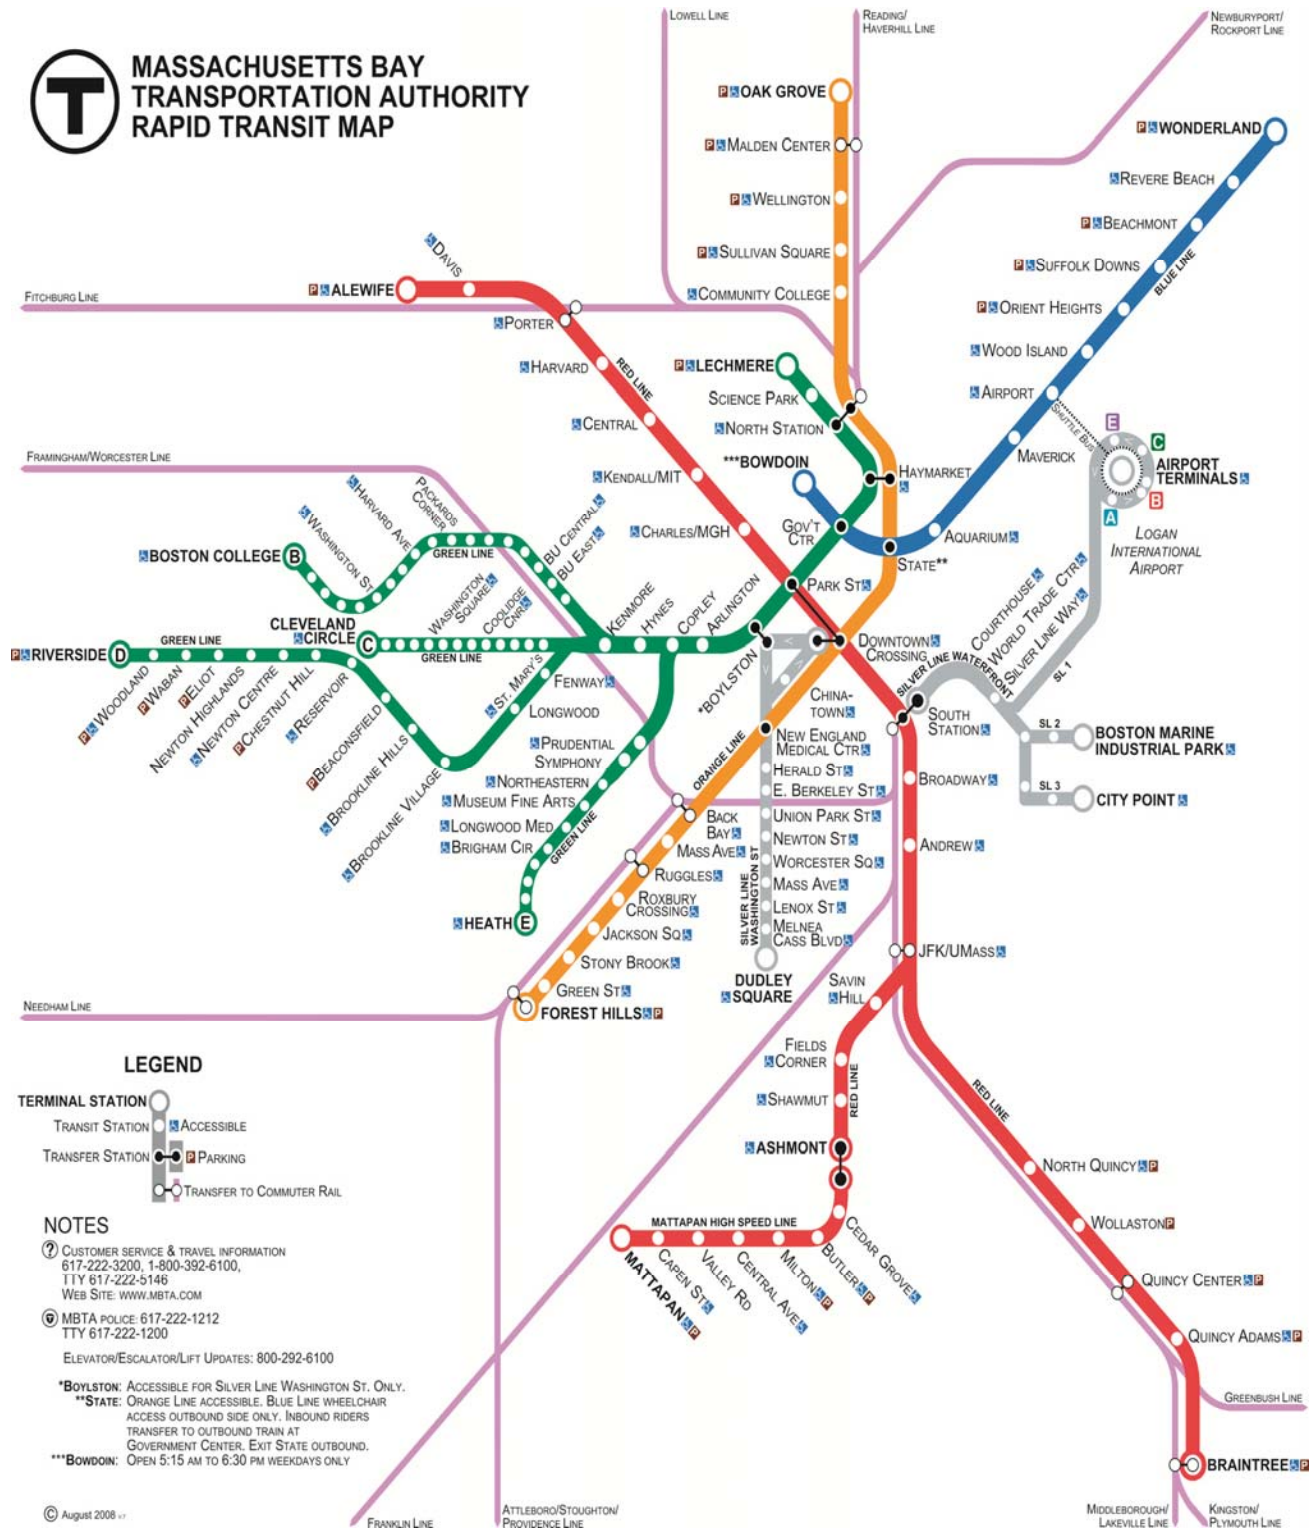 T
MASSACHUSETTS BAY
TRANSPORTATION AUTHORITY
RAPID TRANSIT MAP
LOWELL LINE
READING/
HAVERHILL LINE
NEWBURYPORT/
ROCKPORT LINE
OAK GROVE
MALDEN CENTER
WELLINGTON
SULLIVAN SQUARE
COMMUNITY COLLEGE
WONDERLAND
REVERE BEACH
BEACHMONT
SUFFOLK DOWNS
BLUE LINE
ORIENT HEIGHTS
WOOD ISLAND
AIRPORT
SHUTTLE BUS
MAVERICK
E
C
B
A
AIRPORT
TERMINALS
LOGAN
INTERNATIONAL
AIRPORT
DAVIS
ALEWIFE
FITCHBURG LINE
PORTER
HARVARD
RED LINE
CENTRAL
KENDALL/MIT
CHARLES/MGH
LECHMERE
SCIENCE PARK
NORTH STATION
***BOWDOIN
HAYMARKET
GOV'T
CTR
AQUARIUM
STATE**
PARK ST
DOWNTOWN
CROSSING
FRAMINGHAM/WORCESTER LINE
BOSTON COLLEGE
B
WASHINGTON ST
HARVARD AVE
PACKARDS
CORNER
GREEN LINE
BU CENTRAL
BU EAST
CLEVELAND
CIRCLE
C
WASHINGTON
SQUARE
COOLIDGE
CNR
GREEN LINE
ST. MARY'S
KENMORE
HYNES
COPLEY
ARLINGTON
*BOYLSTON
RIVERSIDE
D
GREEN LINE
WOODLAND
WABAN
ELIOT
NEWTON HIGHLANDS
NEWTON CENTRE
CHESTNUT HILL
RESERVOIR
BEACONSFIELD
BROOKLINE HILLS
BROOKLINE VILLAGE
LONGWOOD
FENWAY
PRUDENTIAL
SYMPHONY
NORTHEASTERN
MUSEUM FINE ARTS
LONGWOOD MED
BRIGHAM CIR
GREEN LINE
HEATH
E
CHINA-
TOWN
ORANGE LINE
NEW ENGLAND
MEDICAL CTR
HERALD ST
E. BERKELEY ST
UNION PARK ST
NEWTON ST
WORCESTER SQ
MASS AVE
LENOX ST
MELNEA
CASS BLVD
SILVER LINE
WASHINGTON ST
DUDLEY
SQUARE
BACK
BAY
MASS AVE
RUGGLES
ROXBURY
CROSSING
JACKSON SQ
STONY BROOK
GREEN ST
FOREST HILLS
NEEDHAM LINE
SOUTH
STATION
SILVER LINE WATERFRONT
COURTHOUSE
WORLD TRADE CTR
SILVER LINE WAY
SL 1
SL 2
BOSTON MARINE
INDUSTRIAL PARK
SL 3
CITY POINT
BROADWAY
ANDREW
JFK/UMASS
SAVIN
HILL
FIELDS
CORNER
RED LINE
SHAWMUT
ASHMONT
CEDAR GROVE
BUTLER
MILTON
CENTRAL AVE
VALLEY RD
CAPEN ST
MATTAPAN
MATTAPAN HIGH SPEED LINE
RED LINE
NORTH QUINCY
WOLLASTON
QUINCY CENTER
QUINCY ADAMS
BRAINTREE
GREENBUSH LINE
MIDDLEBOROUGH/
LAKEVILLE LINE
KINGSTON/
PLYMOUTH LINE
FRANKLIN LINE
ATTLEBORO/STOUGHTON/
PROVIDENCE LINE
LEGEND
TERMINAL STATION
TRANSIT STATION
ACCESSIBLE
TRANSFER STATION
P PARKING
TRANSFER TO COMMUTER RAIL
NOTES
? CUSTOMER SERVICE & TRAVEL INFORMATION
617-222-3200, 1-800-392-6100,
TTY 617-222-5146
WEB SITE: WWW.MBTA.COM
MBTA POLICE: 617-222-1212
TTY 617-222-1200
ELEVATOR/ESCALATOR/LIFT UPDATES: 800-292-6100
*BOYLSTON: ACCESSIBLE FOR SILVER LINE WASHINGTON ST. ONLY.
**STATE: ORANGE LINE ACCESSIBLE. BLUE LINE WHEELCHAIR
ACCESS OUTBOUND SIDE ONLY. INBOUND RIDERS
TRANSFER TO OUTBOUND TRAIN AT
GOVERNMENT CENTER. EXIT STATE OUTBOUND.
***BOWDOIN: OPEN 5:15 AM TO 6:30 PM WEEKDAYS ONLY
© August 2008